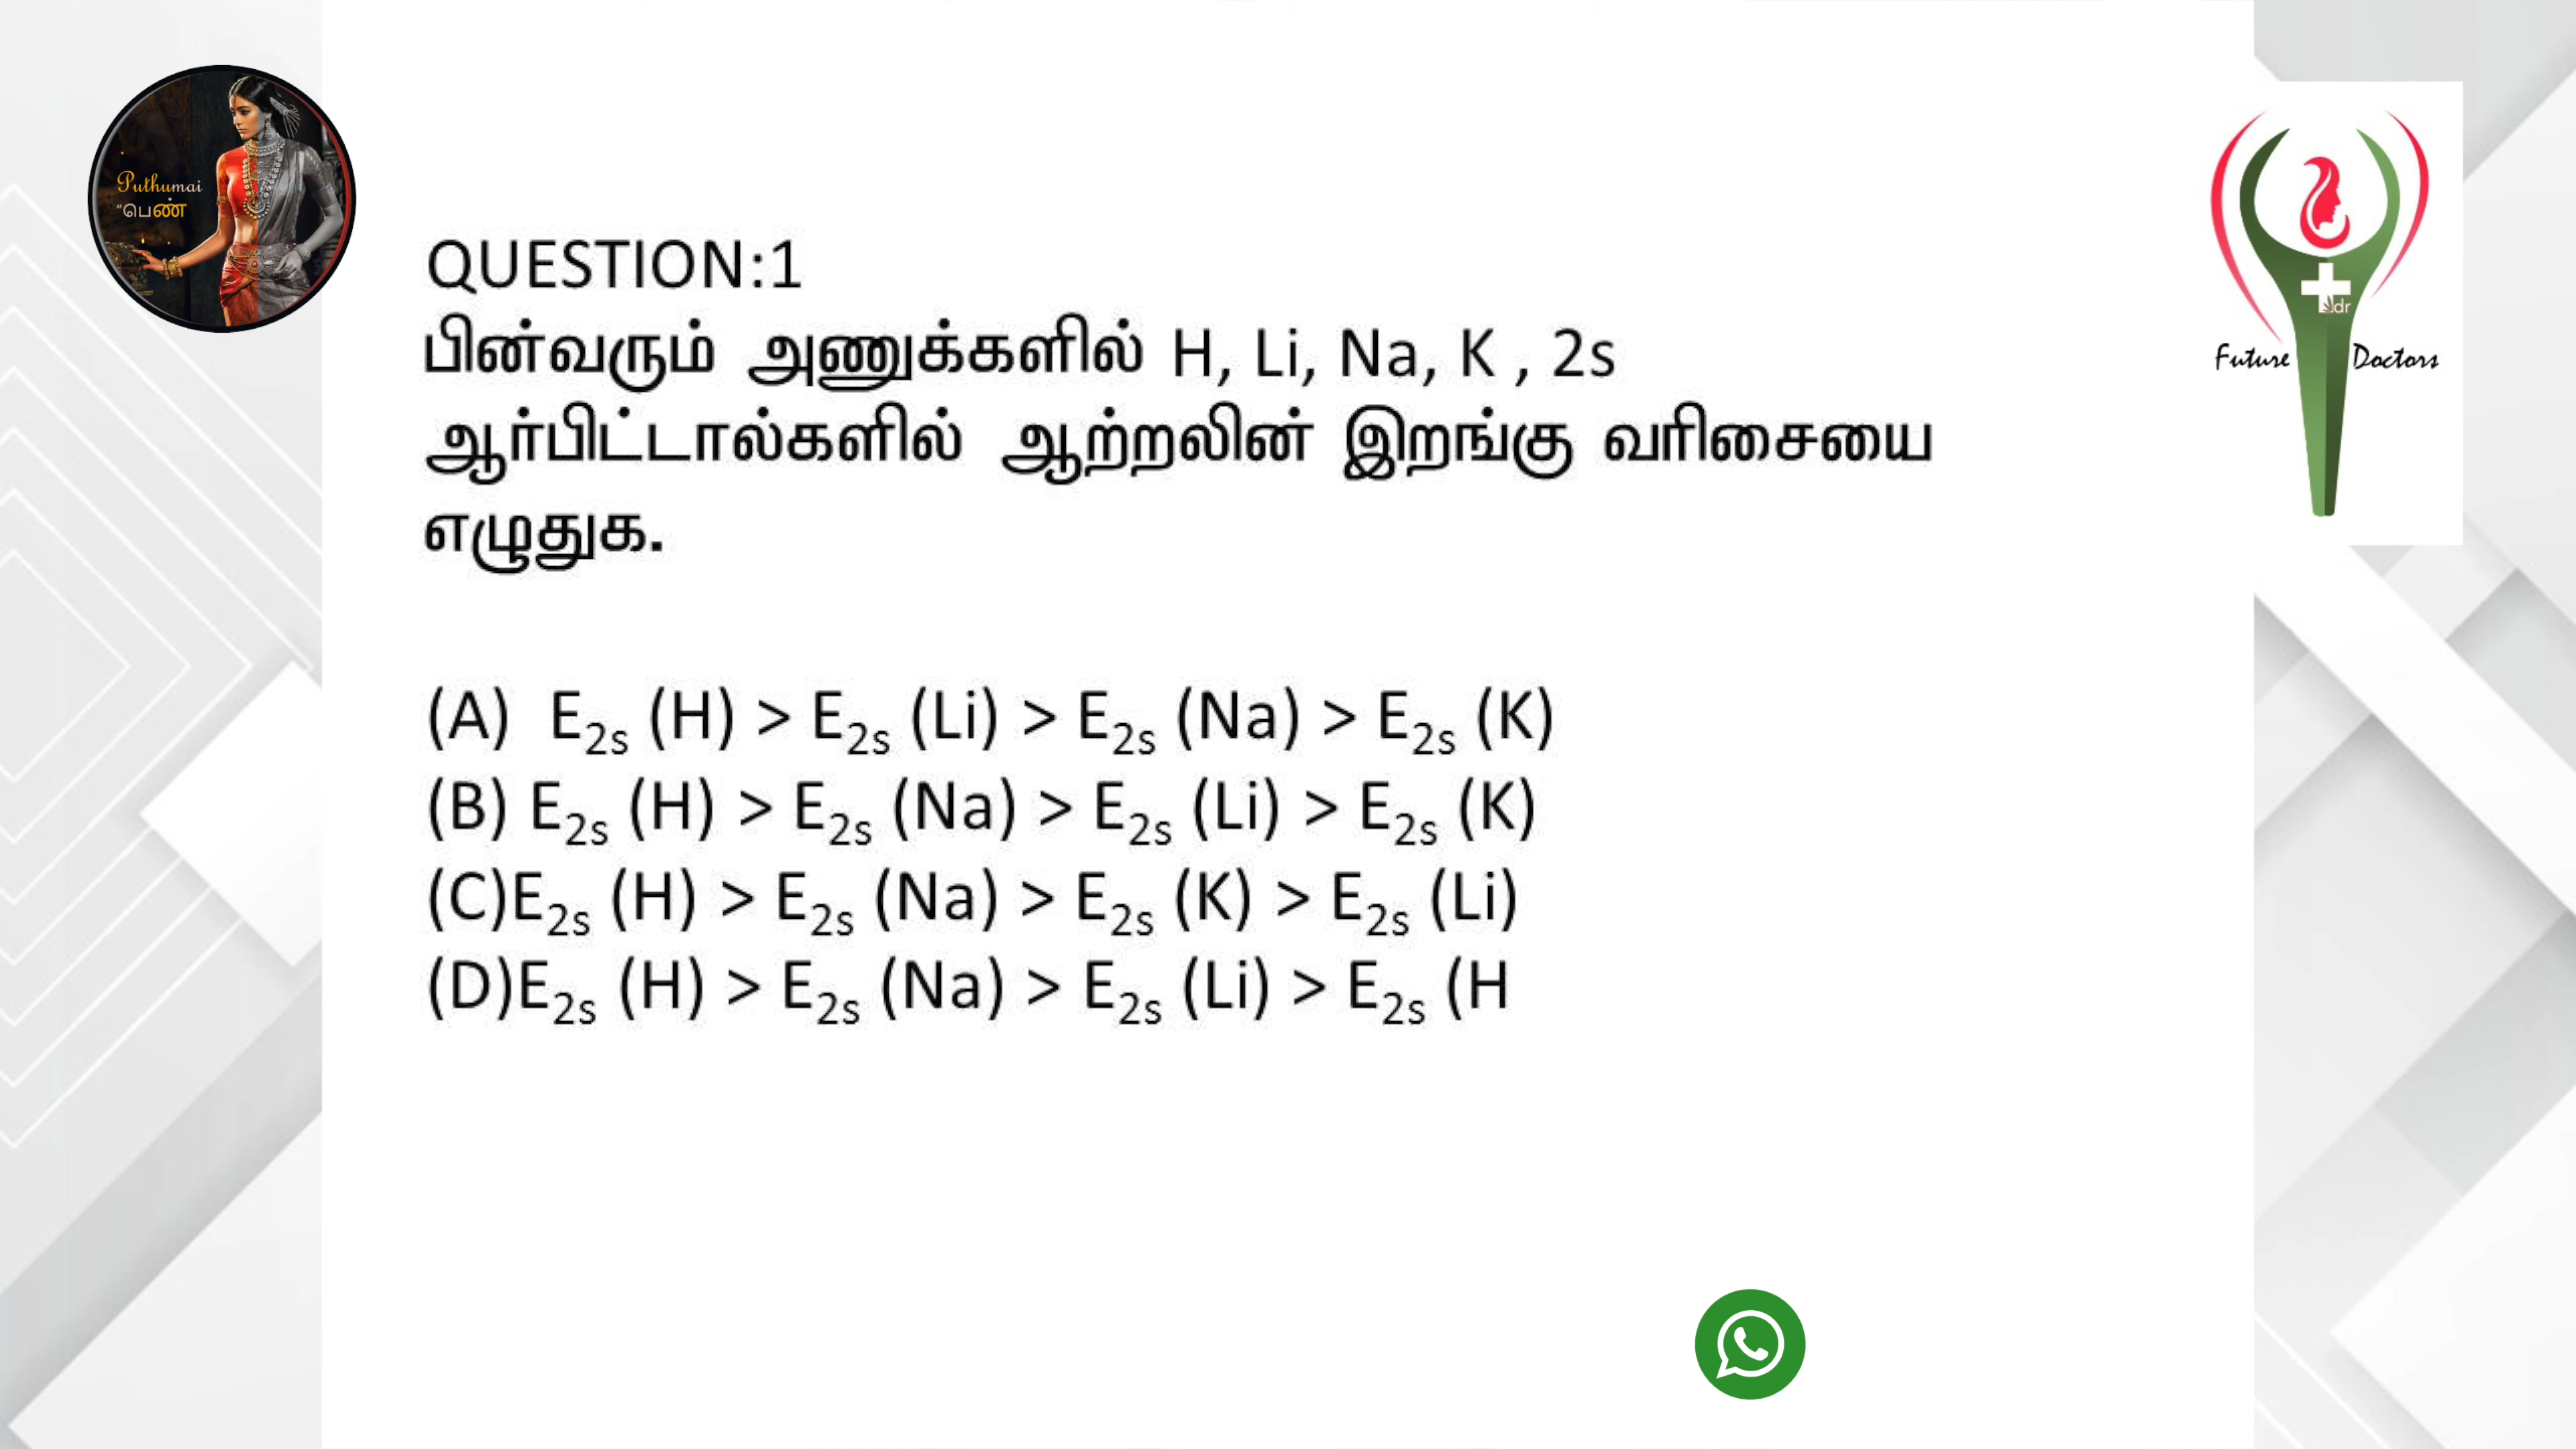 Puthumai
"பெண்
QUESTION:1
பின்வரும் அணுக்களில் H, Li, Na, K , 2s
ஆர்பிட்டால்களில் ஆற்றலின் இறங்கு வரிசையை
எழுதுக.
(A) E2s (H) > E2s (Li) > E2s (Na) > E2s (K)
(B) E2s (H) > E2s (Na) > E2s (Li) > E2s (K)
(C)E2s (H) > E2s (Na) > E2s (K) > E2s (Li)
(D)E2s (H) > E2s (Na) > E2s (Li) > E2s (H
dr
Future Doctors